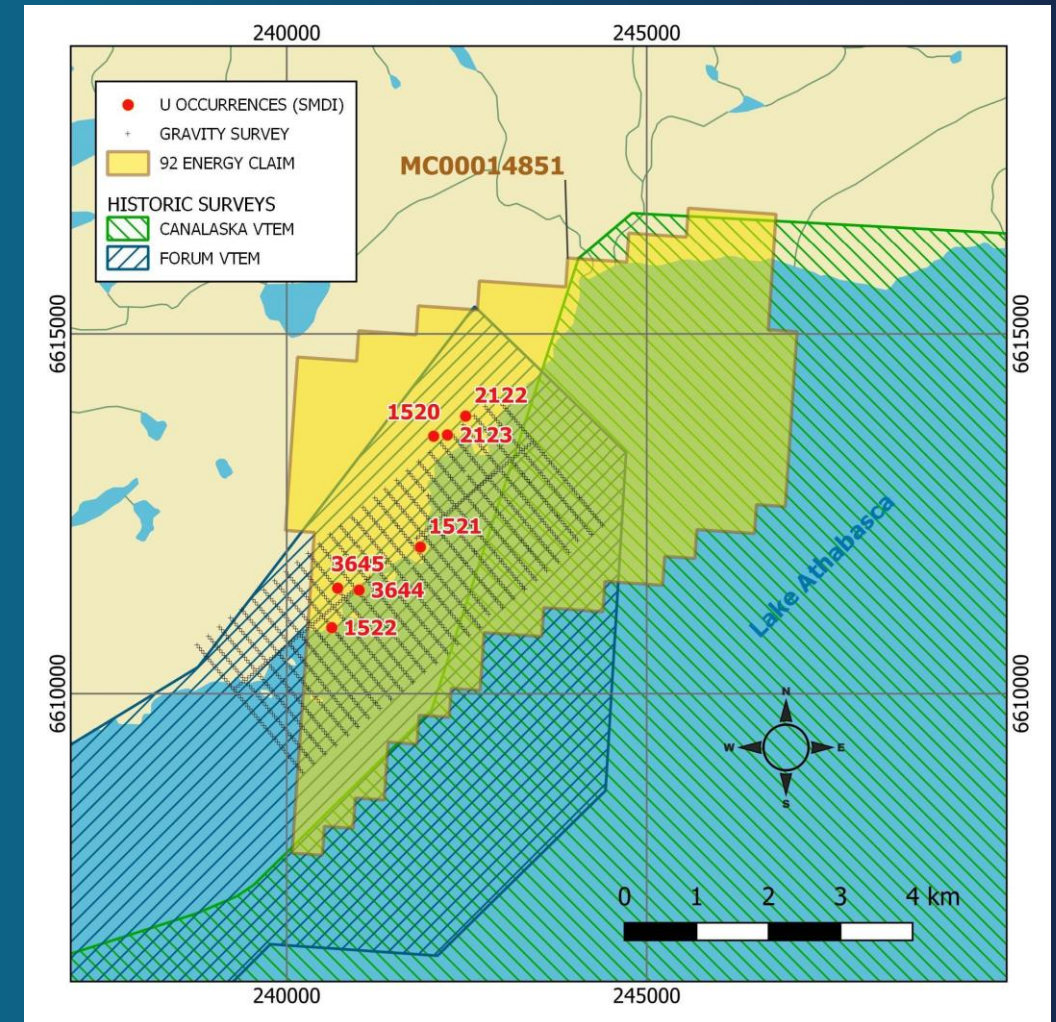 240000 245000
U OCCURRENCES (SMDI)
GRAVITY SURVEY
92 ENERGY CLAIM
HISTORIC SURVEYS
CANALASKA VTEM
FORUM VTEM
MC00014851
6615000 6615000
2122
1520
2123
1521
3645
3644
1522
Lake Athabasca
6610000 6610000
N
W E
S
0 1 2 3 4 km
240000 245000